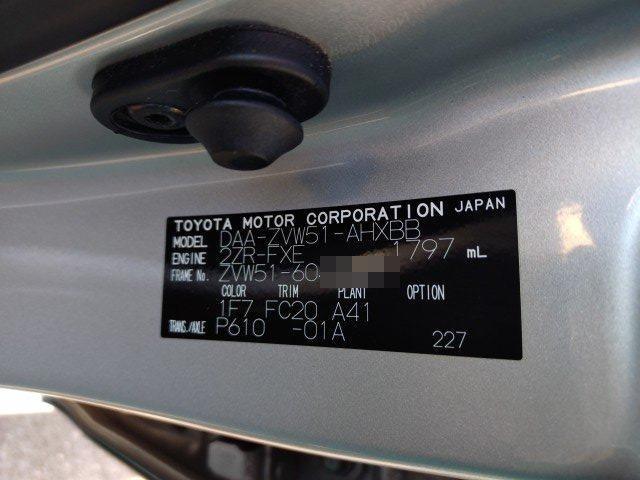 TOYOTA MOTOR CORPORATION JAPAN
MODEL DAA-ZVW51-AHXBB
ENGINE 2ZR-FXE 1797 mL
FRAME No. ZVW51-60
COLOR TRIM PLANT OPTION
1F7 FC20 A41
TRANS./AXLE P610 -01A
227